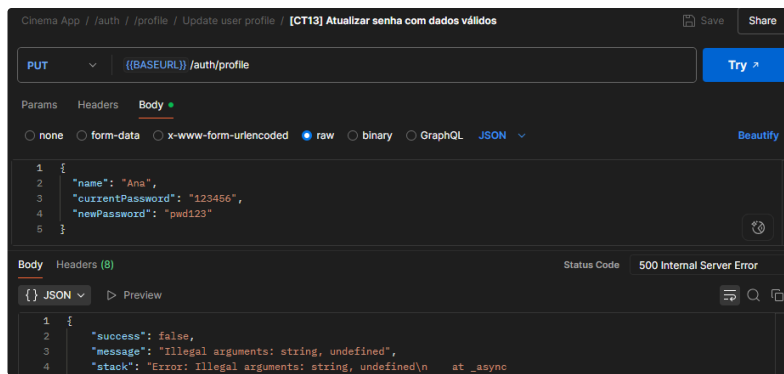 Cinema App / /auth / /profile / Update user profile / [CT13] Atualizar senha com dados válidos Save Share
PUT {{BASEURL}} /auth/profile Try
Params Headers Body
none form-data x-www-form-urlencoded raw binary GraphQL JSON Beautify
1 {
2 "name": "Ana",
3 "currentPassword": "123456",
4 "newPassword": "pwd123"
5 }
Body Headers (8) Status Code 500 Internal Server Error
{} JSON Preview
1 {
2 "success": false,
3 "message": "Illegal arguments: string, undefined",
4 "stack": "Error: Illegal arguments: string, undefined\n    at _async